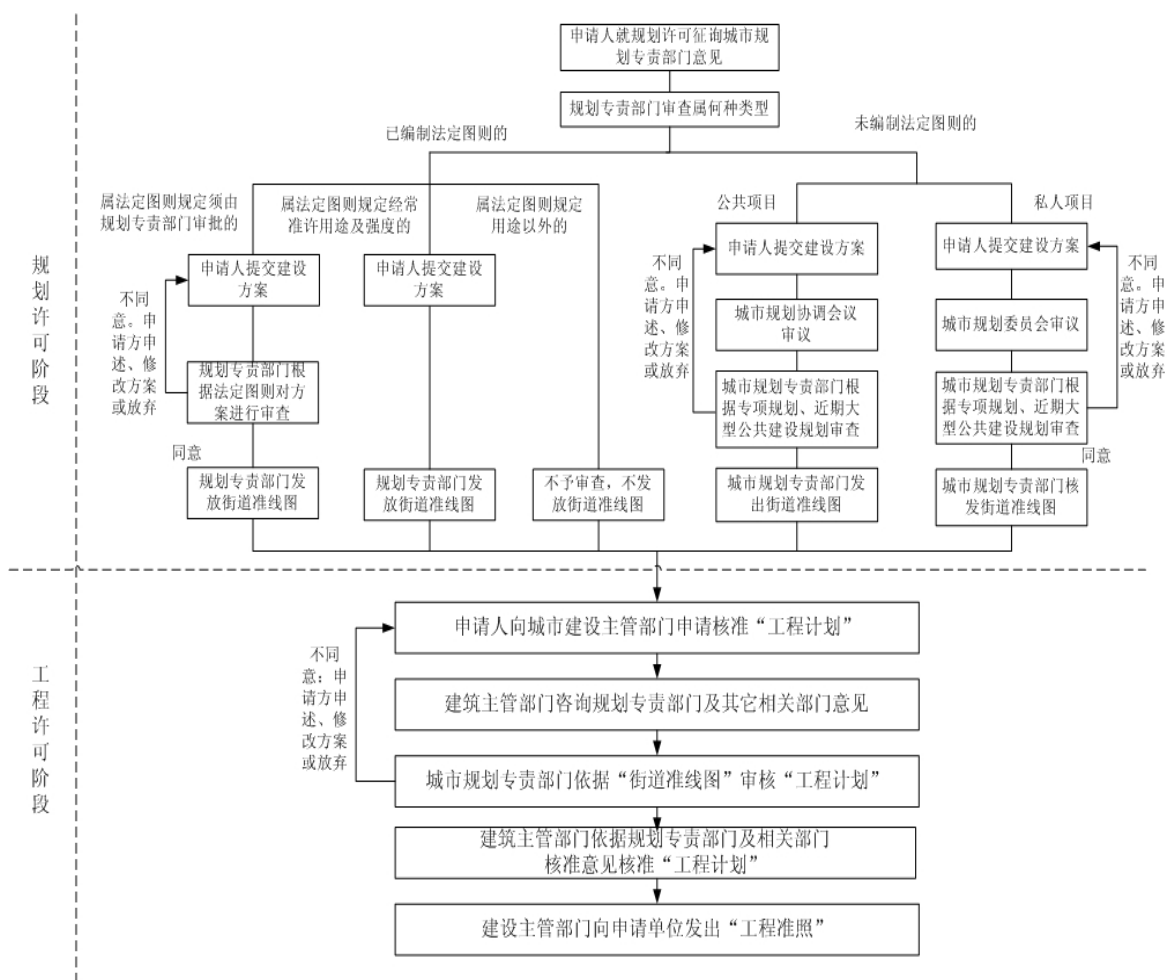 申请人就规划许可征询城市规
划专责部门意见
规划专责部门审查属何种类型
已编制法定图则的
未编制法定图则的
属法定图则规定须由
规划专责部门审批的
属法定图则规定经常
准许用途及强度的
属法定图则规定
用途以外的
公共项目
私人项目
规划许可阶段
申请人提交建设
方案
不同
意。申
请方申
述、修
改方案
或放弃
规划专责部门根
据法定图则对方
案进行审查
同意
规划专责部门发
放街道准线图
申请人提交建设
方案
规划专责部门发
放街道准线图
不予审查，不发
放街道准线图
申请人提交建设方案
不同
意。申
请方申
述、修
改方案
或放弃
城市规划协调会议
审议
城市规划专责部门根
据专项规划、近期大
型公共建设规划审查
城市规划专责部门发
出街道准线图
申请人提交建设方案
不同
意。申
请方申
述、修
改方案
或放弃
城市规划委员会审议
城市规划专责部门根
据专项规划、近期大
型公共建设规划审查
同意
城市规划专责部门核
发街道准线图
工程许可阶段
申请人向城市建设主管部门申请核准“工程计划”
不同
意；申
请方申
述、修
改方案
或放弃
建筑主管部门咨询规划专责部门及其它相关部门意见
城市规划专责部门依据“街道准线图”审核“工程计划”
建筑主管部门依据规划专责部门及相关部门
核准意见核准“工程计划”
建设主管部门向申请单位发出“工程准照”